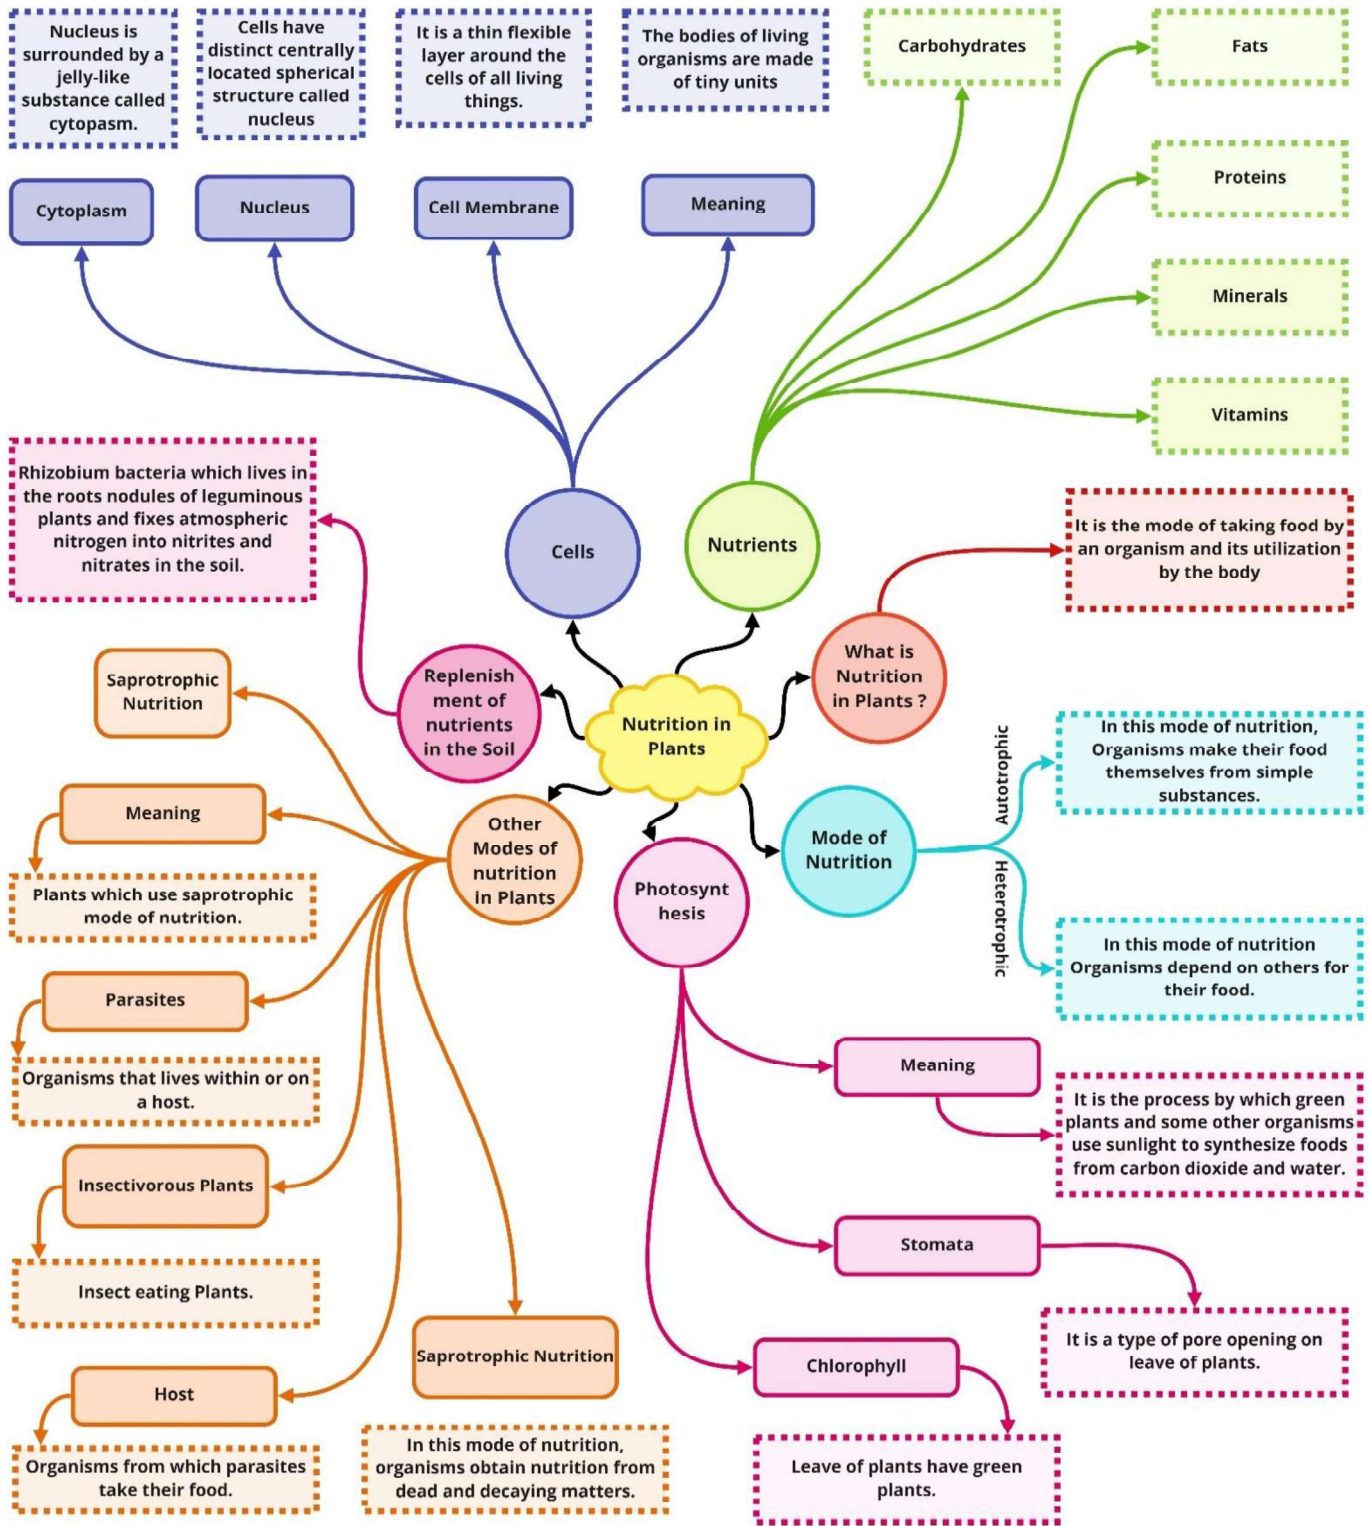 Nucleus is
surrounded by a
jelly-like
substance called
cytopasm.
Cells have
distinct centrally
located spherical
structure called
nucleus
It is a thin flexible
layer around the
cells of all living
things.
The bodies of living
organisms are made
of tiny units
Carbohydrates
Fats
Proteins
Minerals
Vitamins
Cytoplasm
Nucleus
Cell Membrane
Meaning
Rhizobium bacteria which lives in
the roots nodules of leguminous
plants and fixes atmospheric
nitrogen into nitrites and
nitrates in the soil.
Cells
Nutrients
It is the mode of taking food by
an organism and its utilization
by the body
Replenish
ment of
nutrients
in the Soil
Nutrition in
Plants
What is
Nutrition
in Plants ?
Saprotrophic
Nutrition
Meaning
Plants which use saprotrophic
mode of nutrition.
Other
Modes of
nutrition
in Plants
Photosynt
hesis
Mode of
Nutrition
Autotrophic
In this mode of nutrition,
Organisms make their food
themselves from simple
substances.
Heterotrophic
In this mode of nutrition
Organisms depend on others for
their food.
Parasites
Organisms that lives within or on
a host.
Insectivorous Plants
Insect eating Plants.
Host
Organisms from which parasites
take their food.
Saprotrophic Nutrition
In this mode of nutrition,
organisms obtain nutrition from
dead and decaying matters.
Meaning
It is the process by which green
plants and some other organisms
use sunlight to synthesize foods
from carbon dioxide and water.
Stomata
It is a type of pore opening on
leave of plants.
Chlorophyll
Leave of plants have green
plants.